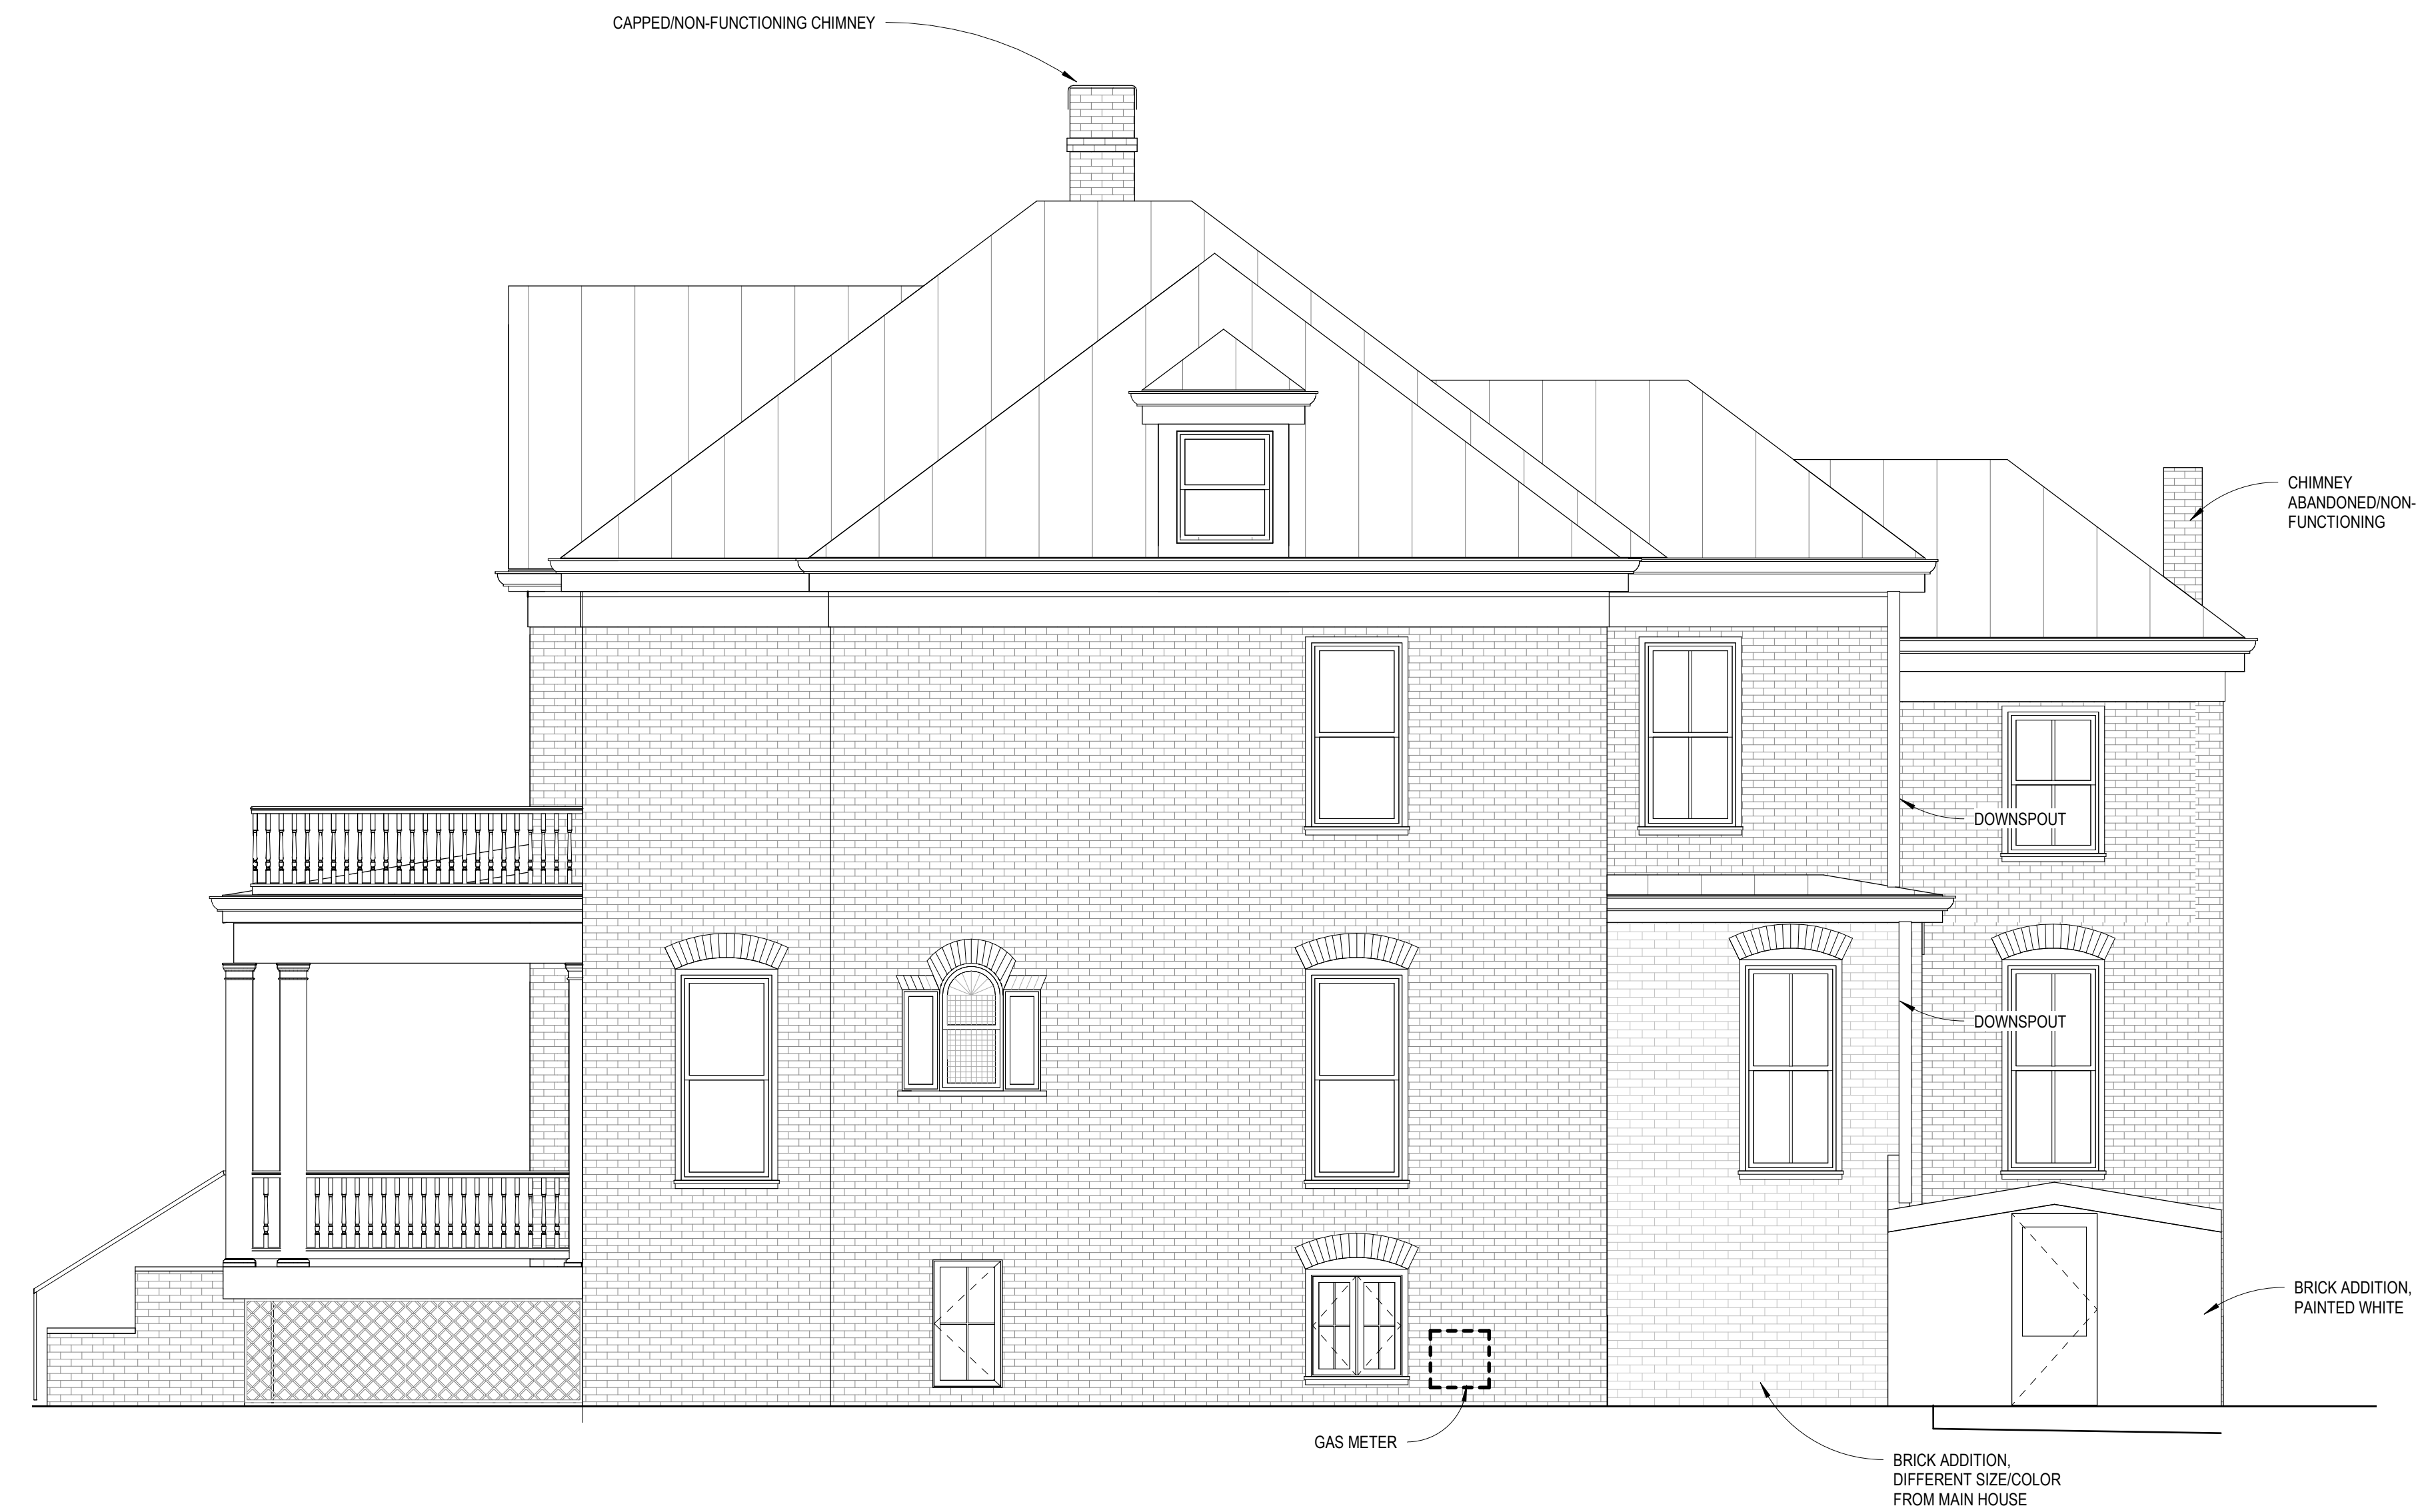 CAPPED/NON-FUNCTIONING CHIMNEY
CHIMNEY
ABANDONED/NON-
FUNCTIONING
DOWNSPOUT
DOWNSPOUT
BRICK ADDITION,
PAINTED WHITE
GAS METER
BRICK ADDITION,
DIFFERENT SIZE/COLOR
FROM MAIN HOUSE